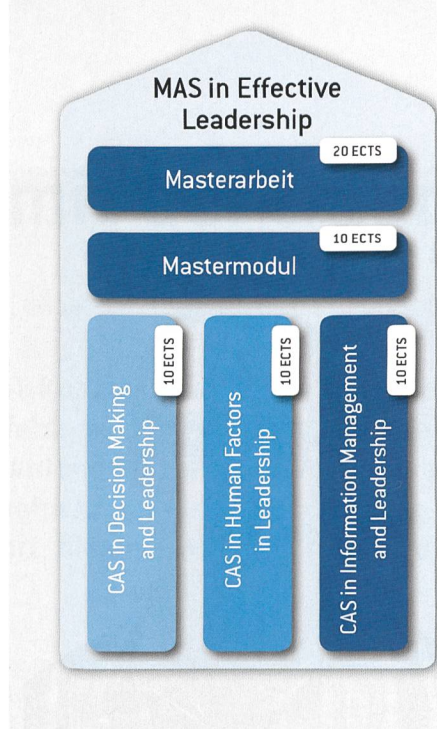 MAS in Effective
Leadership
20 ECTS
Masterarbeit
10 ECTS
Mastermodul
10 ECTS
CAS in Decision Making
and Leadership
10 ECTS
CAS in Human Factors
in Leadership
10 ECTS
CAS in Information Management
and Leadership